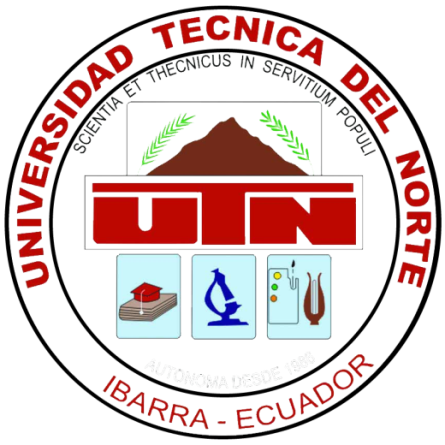 UNIVERSIDAD TECNICA DEL NORTE
SCIENTIA ET THECNICUS IN SERVITIUM POPULI
UTN
AUTONOMA DESDE 1986
IBARRA - ECUADOR